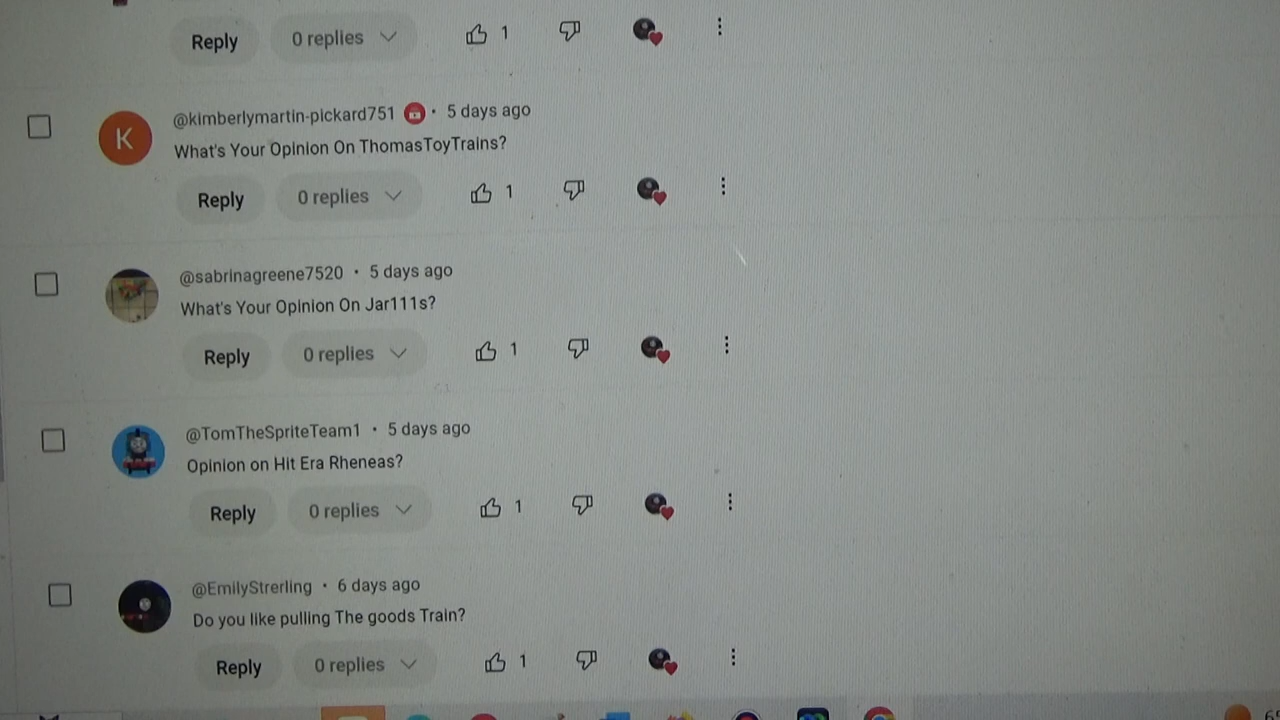 Reply 0 replies 1
@kimberlymartin-pickard751 · 5 days ago
What's Your Opinion On ThomasToyTrains?
Reply 0 replies 1
@sabrinagreene7520 · 5 days ago
What's Your Opinion On Jar111s?
Reply 0 replies 1
@TomTheSpriteTeam1 · 5 days ago
Opinion on Hit Era Rheneas?
Reply 0 replies 1
@EmilyStrerling · 6 days ago
Do you like pulling The goods Train?
Reply 0 replies 1